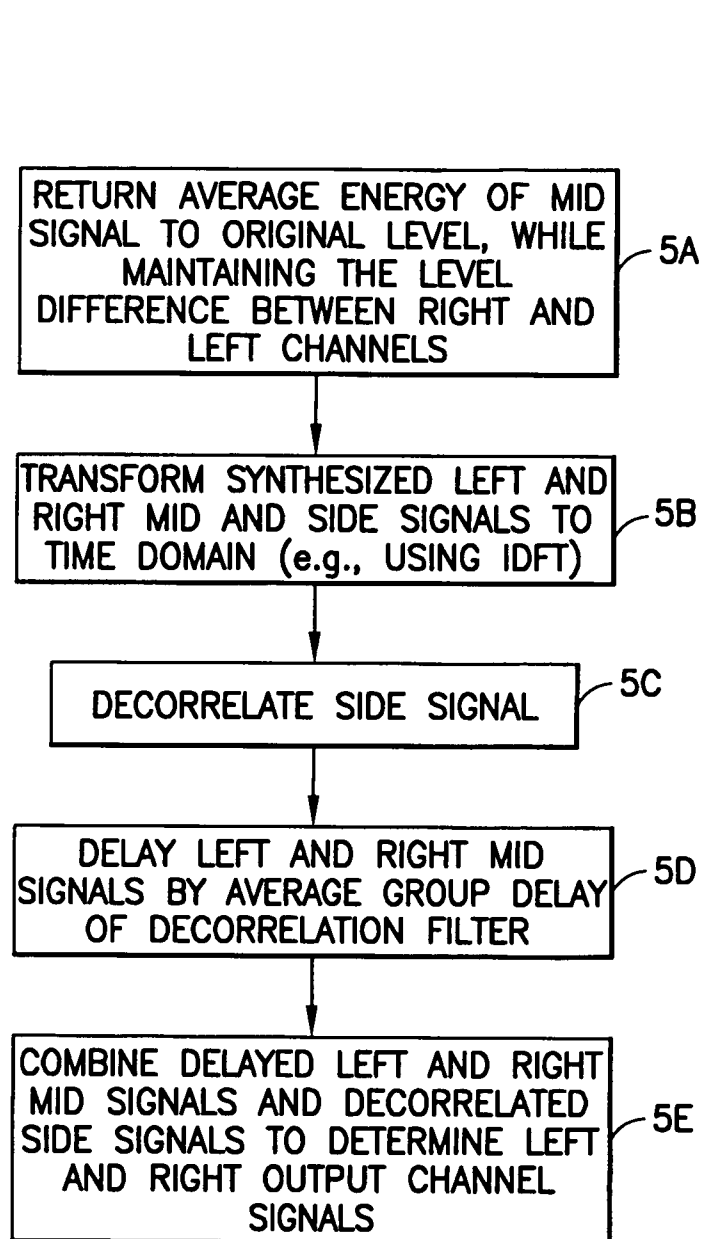 RETURN AVERAGE ENERGY OF MID
SIGNAL TO ORIGINAL LEVEL, WHILE
MAINTAINING THE LEVEL
DIFFERENCE BETWEEN RIGHT AND
LEFT CHANNELS
5A
TRANSFORM SYNTHESIZED LEFT AND
RIGHT MID AND SIDE SIGNALS TO
TIME DOMAIN (e.g., USING IDFT)
5B
DECORRELATE SIDE SIGNAL
5C
DELAY LEFT AND RIGHT MID
SIGNALS BY AVERAGE GROUP DELAY
OF DECORRELATION FILTER
5D
COMBINE DELAYED LEFT AND RIGHT
MID SIGNALS AND DECORRELATED
SIDE SIGNALS TO DETERMINE LEFT
AND RIGHT OUTPUT CHANNEL
SIGNALS
5E